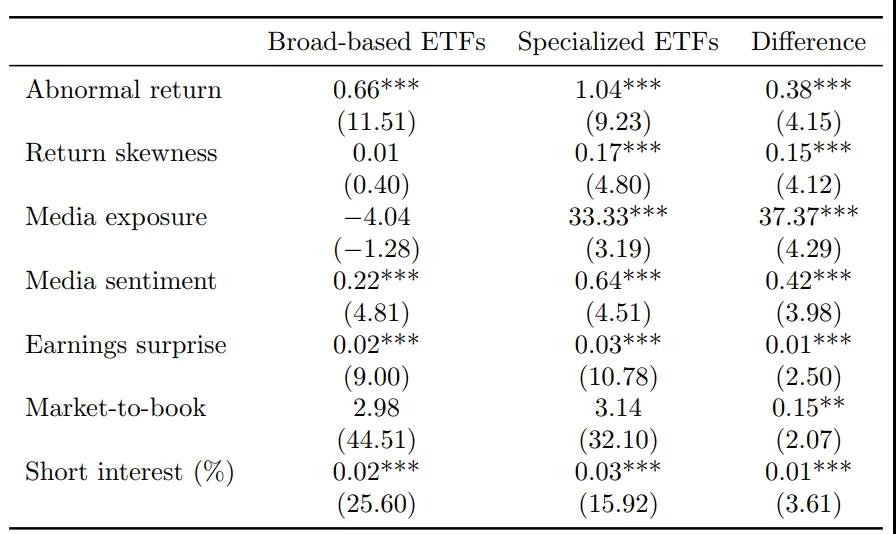 Broad-based ETFs Specialized ETFs Difference
Abnormal return 0.66*** 1.04*** 0.38***
(11.51) (9.23) (4.15)
Return skewness 0.01 0.17*** 0.15***
(0.40) (4.80) (4.12)
Media exposure −4.04 33.33*** 37.37***
(−1.28) (3.19) (4.29)
Media sentiment 0.22*** 0.64*** 0.42***
(4.81) (4.51) (3.98)
Earnings surprise 0.02*** 0.03*** 0.01***
(9.00) (10.78) (2.50)
Market-to-book 2.98 3.14 0.15**
(44.51) (32.10) (2.07)
Short interest (%) 0.02*** 0.03*** 0.01***
(25.60) (15.92) (3.61)